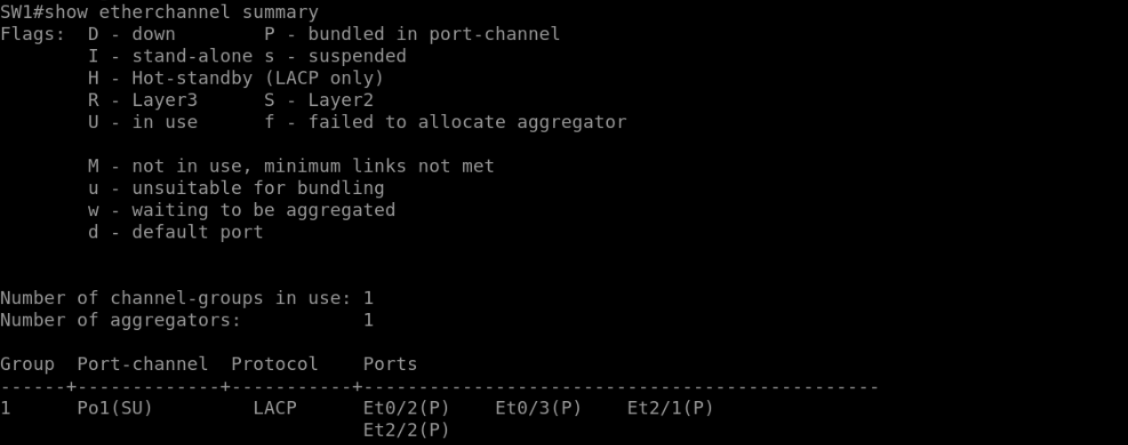 SW1#show etherchannel summary
Flags:  D - down        P - bundled in port-channel
        I - stand-alone s - suspended
        H - Hot-standby (LACP only)
        R - Layer3      S - Layer2
        U - in use      f - failed to allocate aggregator

        M - not in use, minimum links not met
        u - unsuitable for bundling
        w - waiting to be aggregated
        d - default port


Number of channel-groups in use: 1
Number of aggregators:           1

Group  Port-channel  Protocol    Ports
------+-------------+-----------+-----------------------------------------------
1      Po1(SU)         LACP      Et0/2(P)    Et0/3(P)    Et2/1(P)
                                 Et2/2(P)